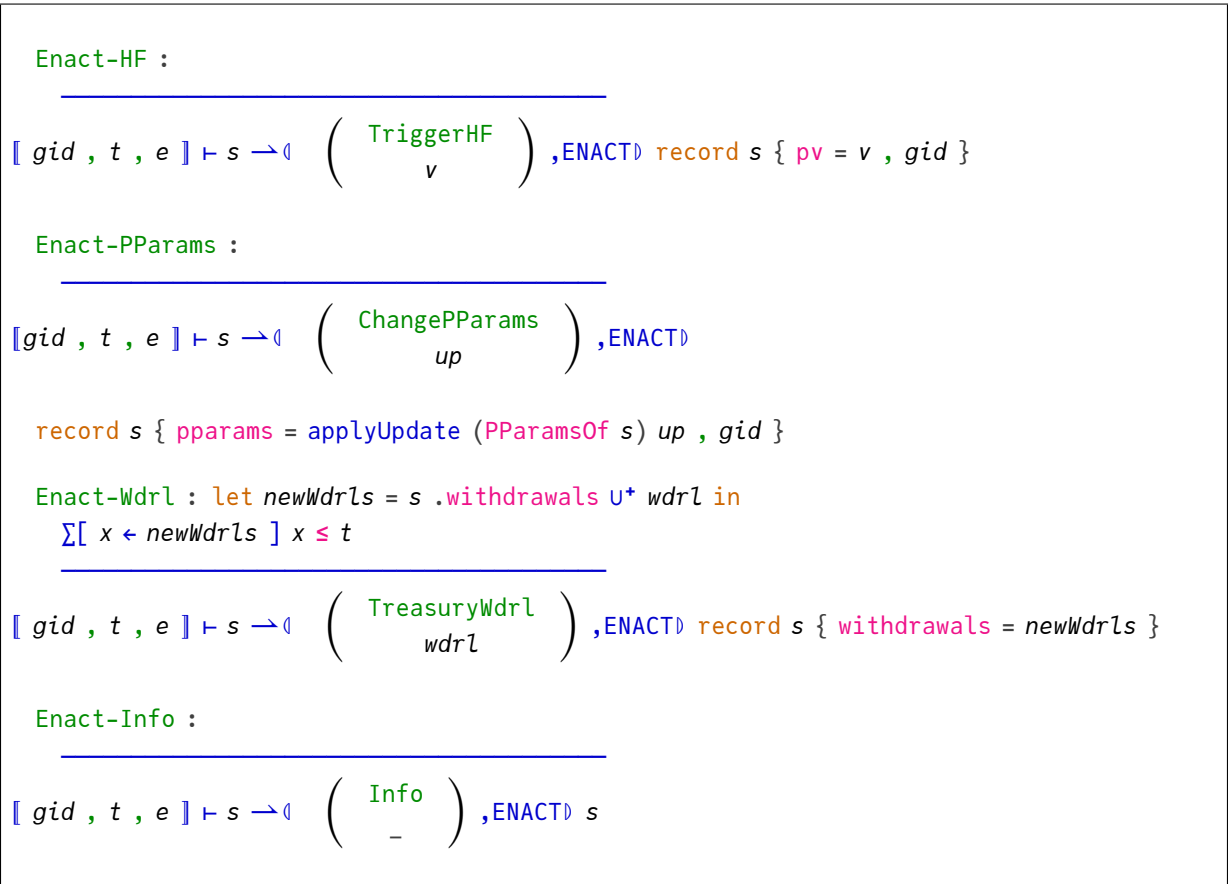 Enact-HF :
⟦ gid , t , e ⟧ ⊢ s ⇀⦇ ( TriggerHF v ) ,ENACT⦈ record s { pv = v , gid }
Enact-PParams :
⟦gid , t , e ⟧ ⊢ s ⇀⦇ ( ChangePParams up ) ,ENACT⦈
record s { pparams = applyUpdate (PParamsOf s) up , gid }
Enact-Wdrl : let newWdrls = s .withdrawals ∪⁺ wdrl in
∑[ x ← newWdrls ] x ≤ t
⟦ gid , t , e ⟧ ⊢ s ⇀⦇ ( TreasuryWdrl wdrl ) ,ENACT⦈ record s { withdrawals = newWdrls }
Enact-Info :
⟦ gid , t , e ⟧ ⊢ s ⇀⦇ ( Info _ ) ,ENACT⦈ s